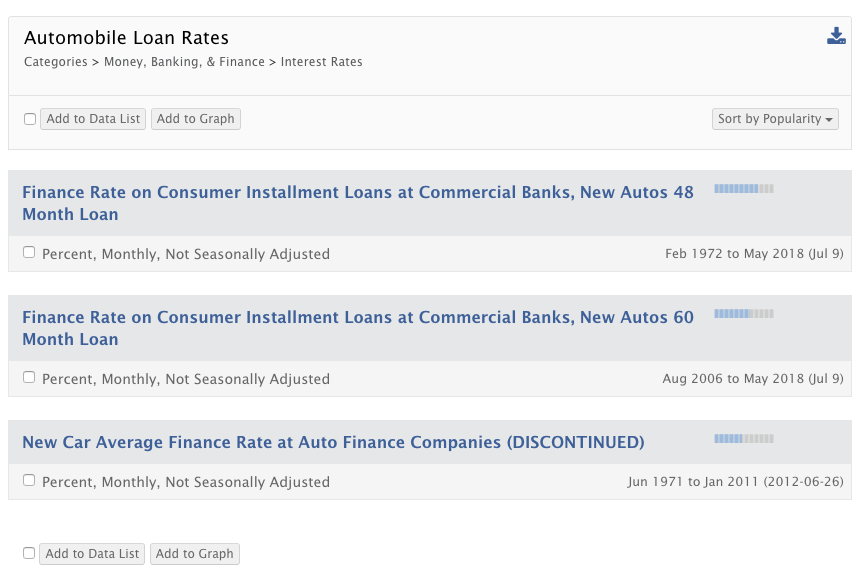 Automobile Loan Rates
Categories > Money, Banking, & Finance > Interest Rates
Add to Data List Add to Graph Sort by Popularity
Finance Rate on Consumer Installment Loans at Commercial Banks, New Autos 48
Month Loan
Percent, Monthly, Not Seasonally Adjusted Feb 1972 to May 2018 (Jul 9)
Finance Rate on Consumer Installment Loans at Commercial Banks, New Autos 60
Month Loan
Percent, Monthly, Not Seasonally Adjusted Aug 2006 to May 2018 (Jul 9)
New Car Average Finance Rate at Auto Finance Companies (DISCONTINUED)
Percent, Monthly, Not Seasonally Adjusted Jun 1971 to Jan 2011 (2012-06-26)
Add to Data List Add to Graph